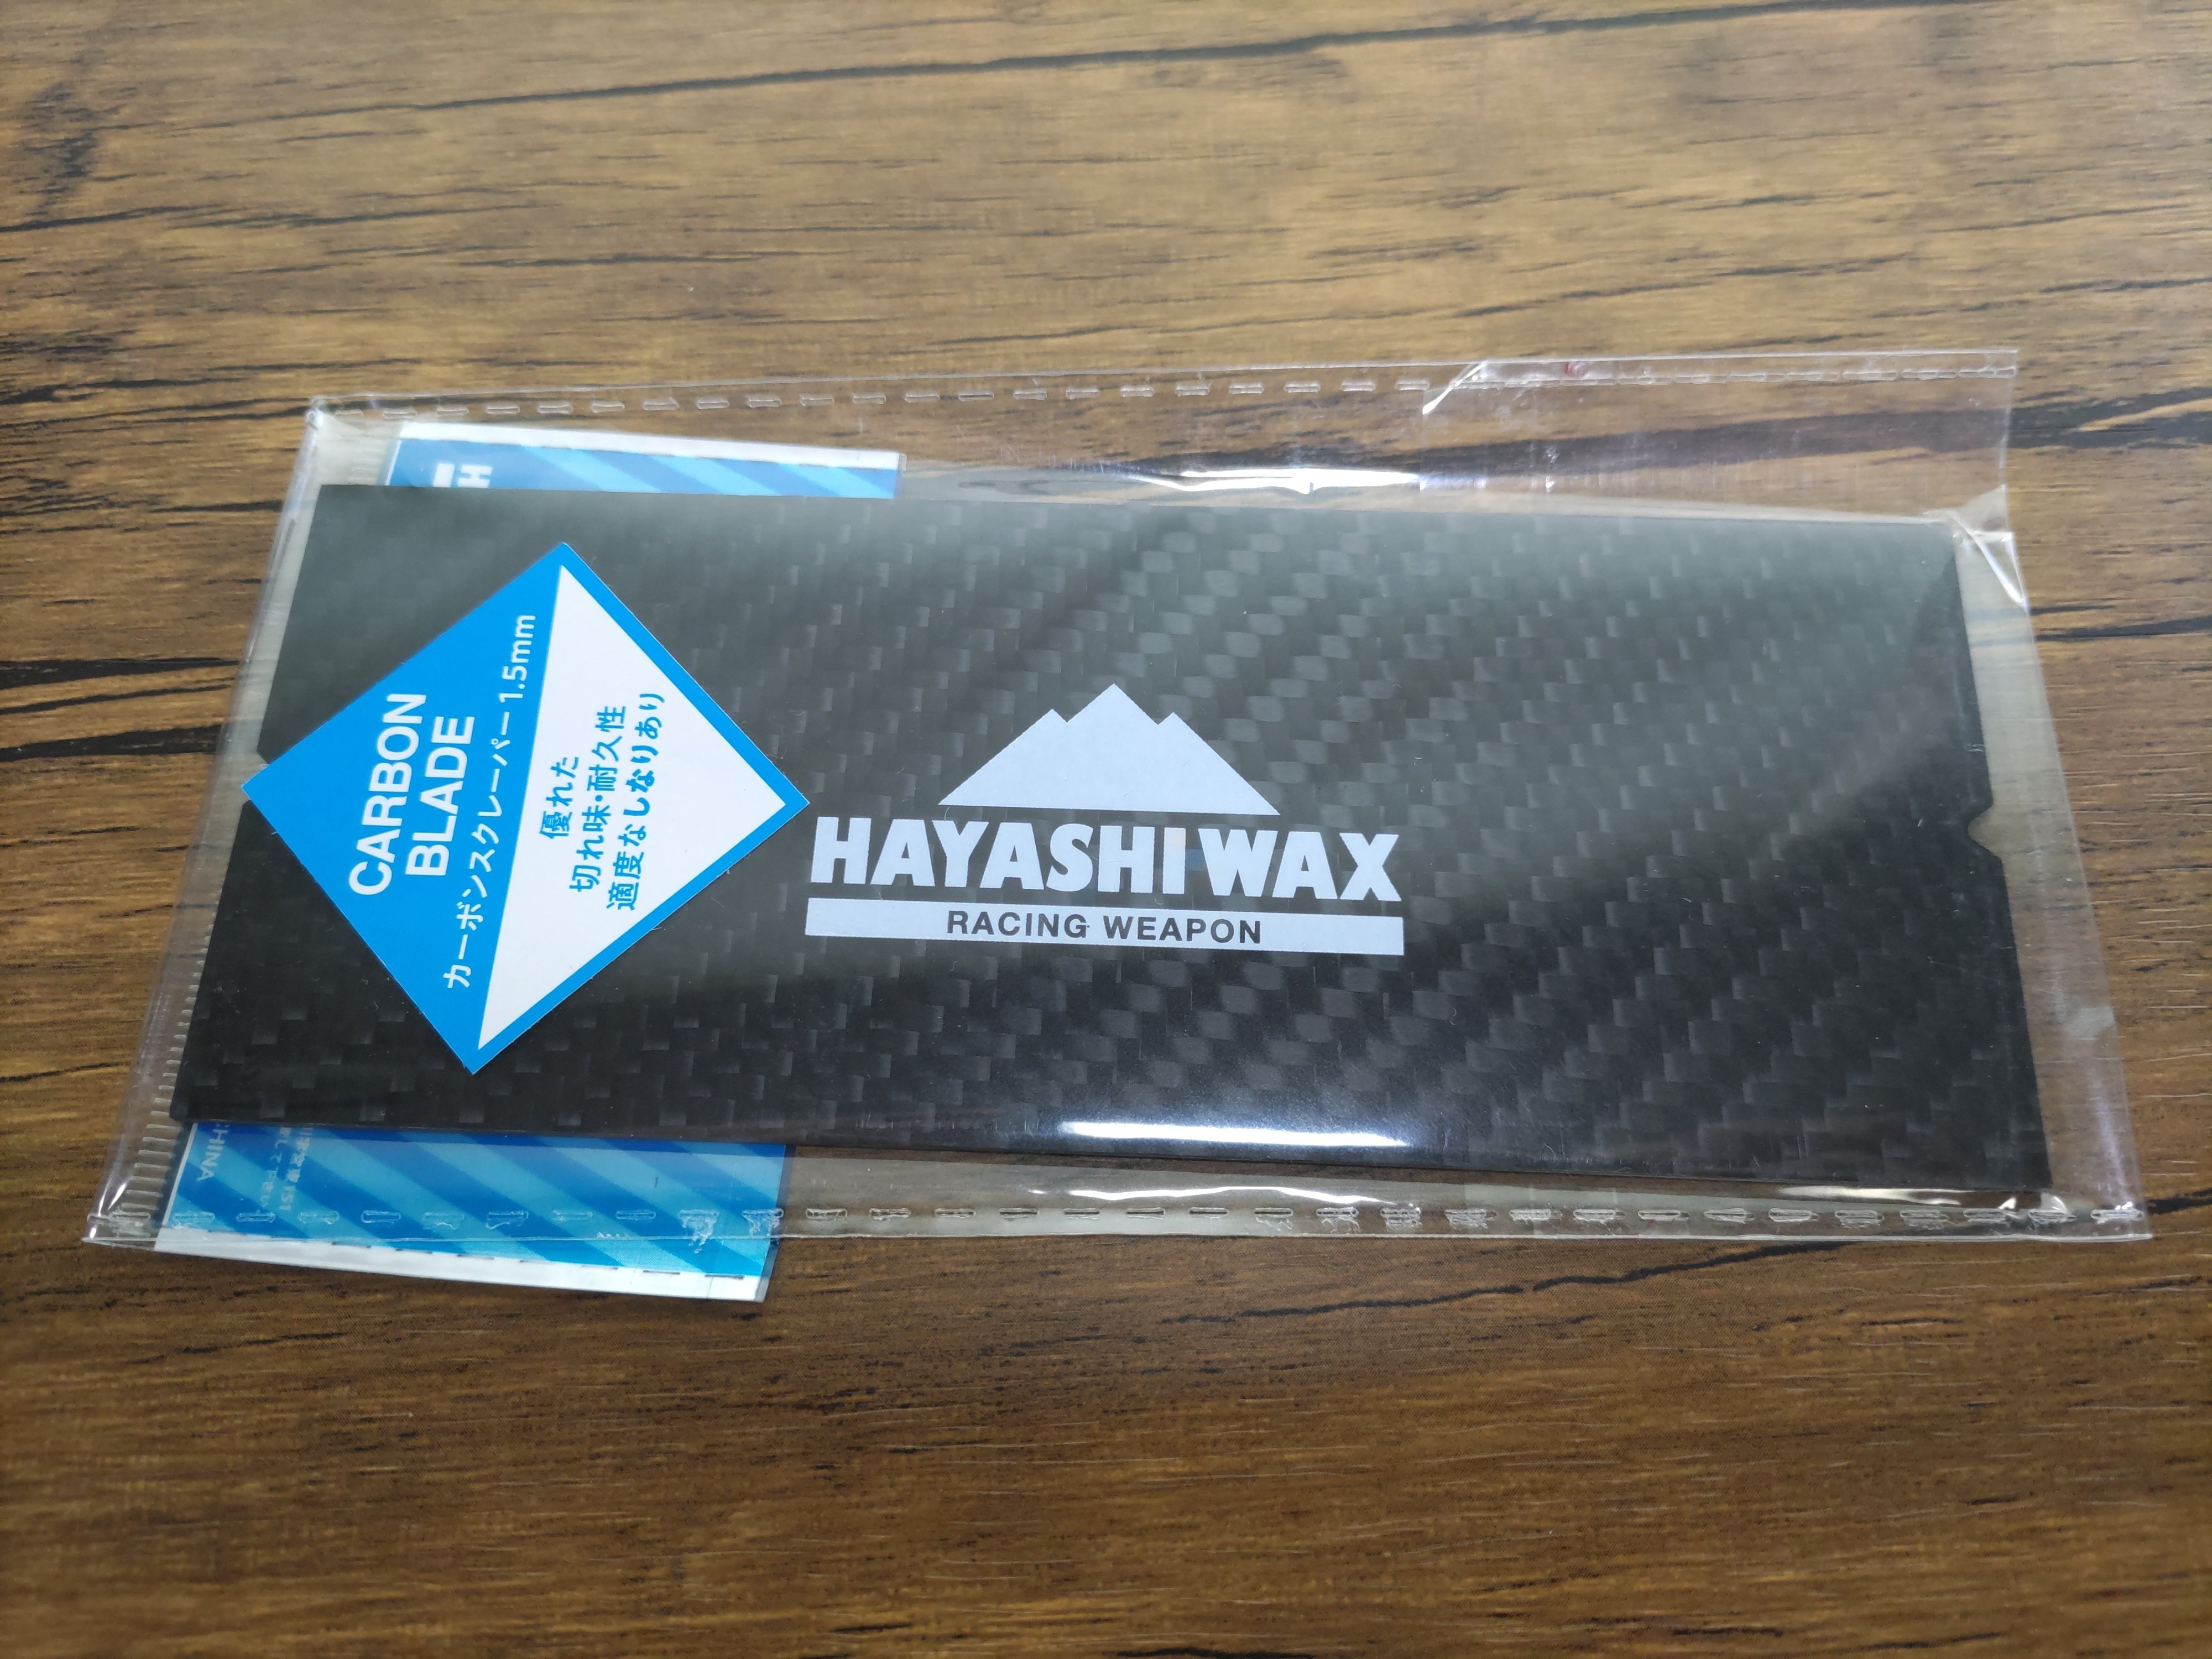 CARBON
BLADE
カーボンスクレーパー1.5mm
優れた
切れ味・耐久性
適度なしなりあり
HAYASHI WAX
RACING WEAPON